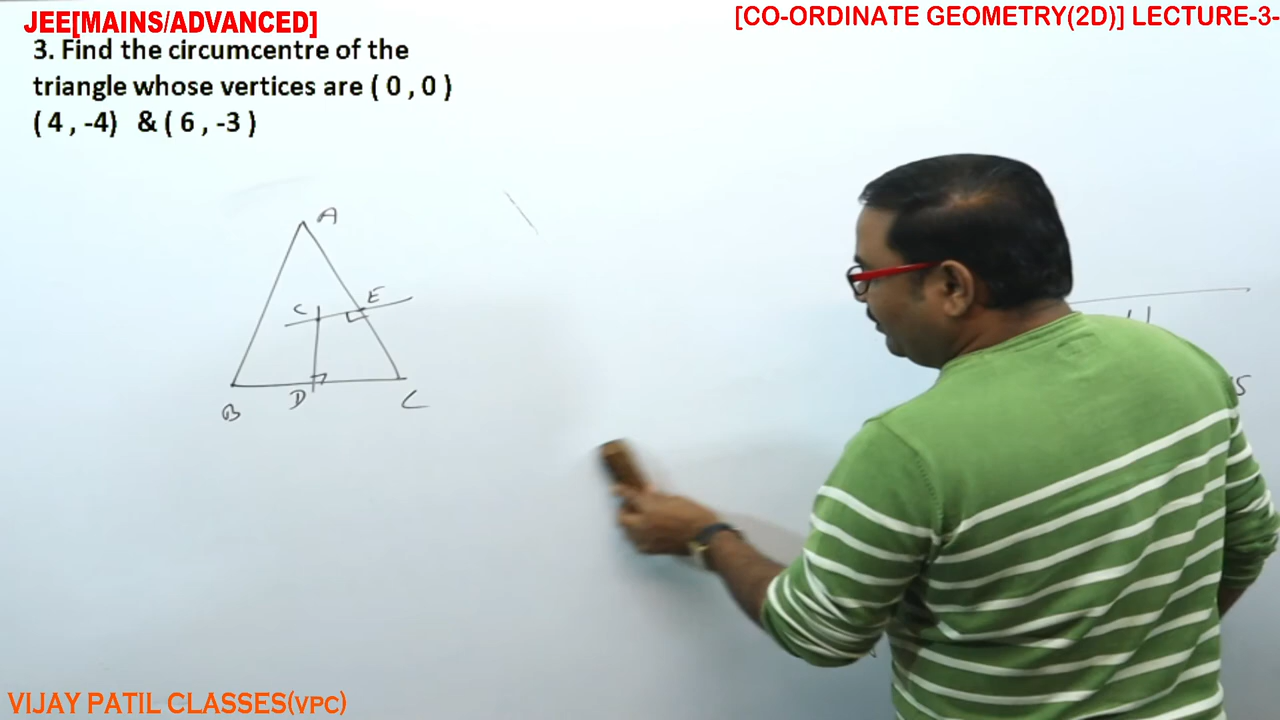 JEE[MAINS/ADVANCED]
[CO-ORDINATE GEOMETRY(2D)] LECTURE-3-
3. Find the circumcentre of the
triangle whose vertices are ( 0 , 0 )
( 4 , -4) & ( 6 , -3 )
A
C E
B D C
VIJAY PATIL CLASSES(VPC)